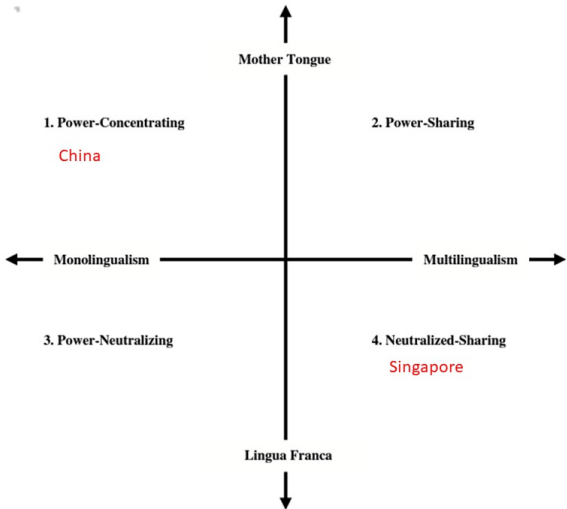 Mother Tongue
1. Power-Concentrating
2. Power-Sharing
China
Monolingualism
Multilingualism
3. Power-Neutralizing
4. Neutralized-Sharing
Singapore
Lingua Franca